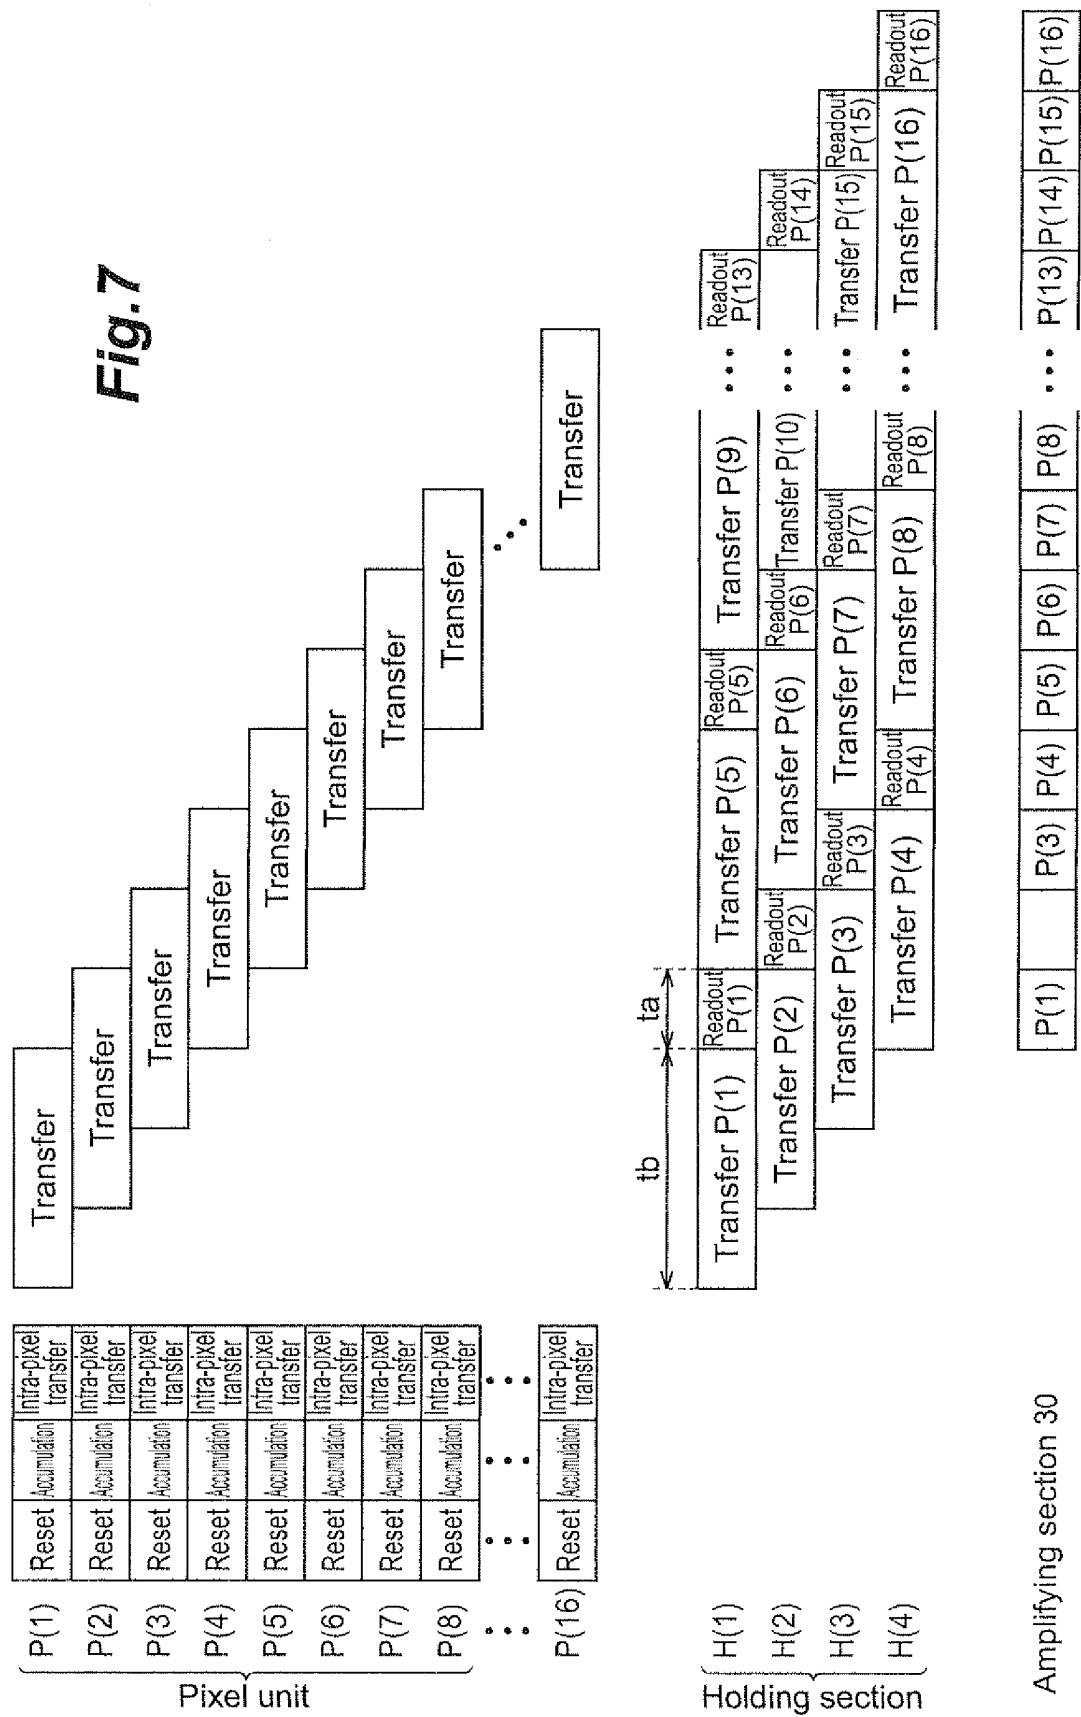 Fig.7
Pixel unit
P(1) Reset Accumulation Intra-pixel transfer Transfer
P(2) Reset Accumulation Intra-pixel transfer Transfer
P(3) Reset Accumulation Intra-pixel transfer Transfer
P(4) Reset Accumulation Intra-pixel transfer Transfer
P(5) Reset Accumulation Intra-pixel transfer Transfer
P(6) Reset Accumulation Intra-pixel transfer Transfer
P(7) Reset Accumulation Intra-pixel transfer Transfer
P(8) Reset Accumulation Intra-pixel transfer Transfer
... ... ... ... ...
P(16) Reset Accumulation Intra-pixel transfer Transfer
tb ta
Holding section
H(1) Transfer P(1) Readout P(1) Transfer P(5) Readout P(5) Transfer P(9) ... Readout P(13)
H(2) Transfer P(2) Readout P(2) Transfer P(6) Readout P(6) Transfer P(10) ... Readout P(14)
H(3) Transfer P(3) Readout P(3) Transfer P(7) Readout P(7) ... Transfer P(15) Readout P(15)
H(4) Transfer P(4) Readout P(4) Transfer P(8) Readout P(8) ... Transfer P(16) Readout P(16)
Amplifying section 30 P(1) P(3) P(4) P(5) P(6) P(7) P(8) ... P(13) P(14) P(15) P(16)